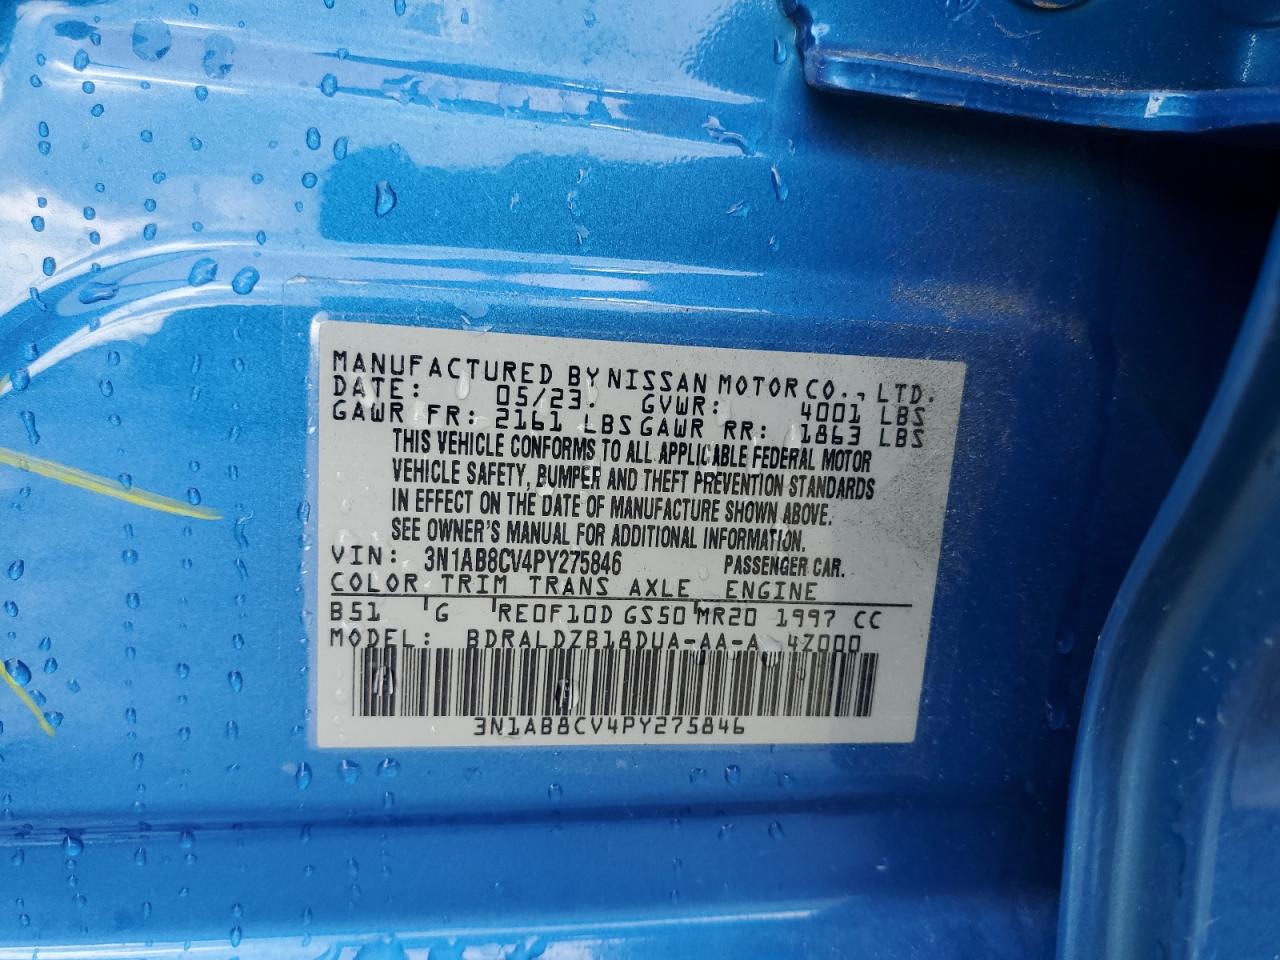 MANUFACTURED BY NISSAN MOTOR CO., LTD.
DATE: 05/23. GVWR: 4001 LBS
GAWR FR: 2161 LBS GAWR RR: 1863 LBS
THIS VEHICLE CONFORMS TO ALL APPLICABLE FEDERAL MOTOR
VEHICLE SAFETY, BUMPER AND THEFT PREVENTION STANDARDS
IN EFFECT ON THE DATE OF MANUFACTURE SHOWN ABOVE.
SEE OWNER'S MANUAL FOR ADDITIONAL INFORMATION.
VIN: 3N1AB8CV4PY275846 PASSENGER CAR.
COLOR TRIM TRANS AXLE ENGINE
B51 G RE0F10D GS50 MR20 1997 CC
MODEL: BDRALDZB18DUA-AA-A 4Z000
3N1AB8CV4PY275846